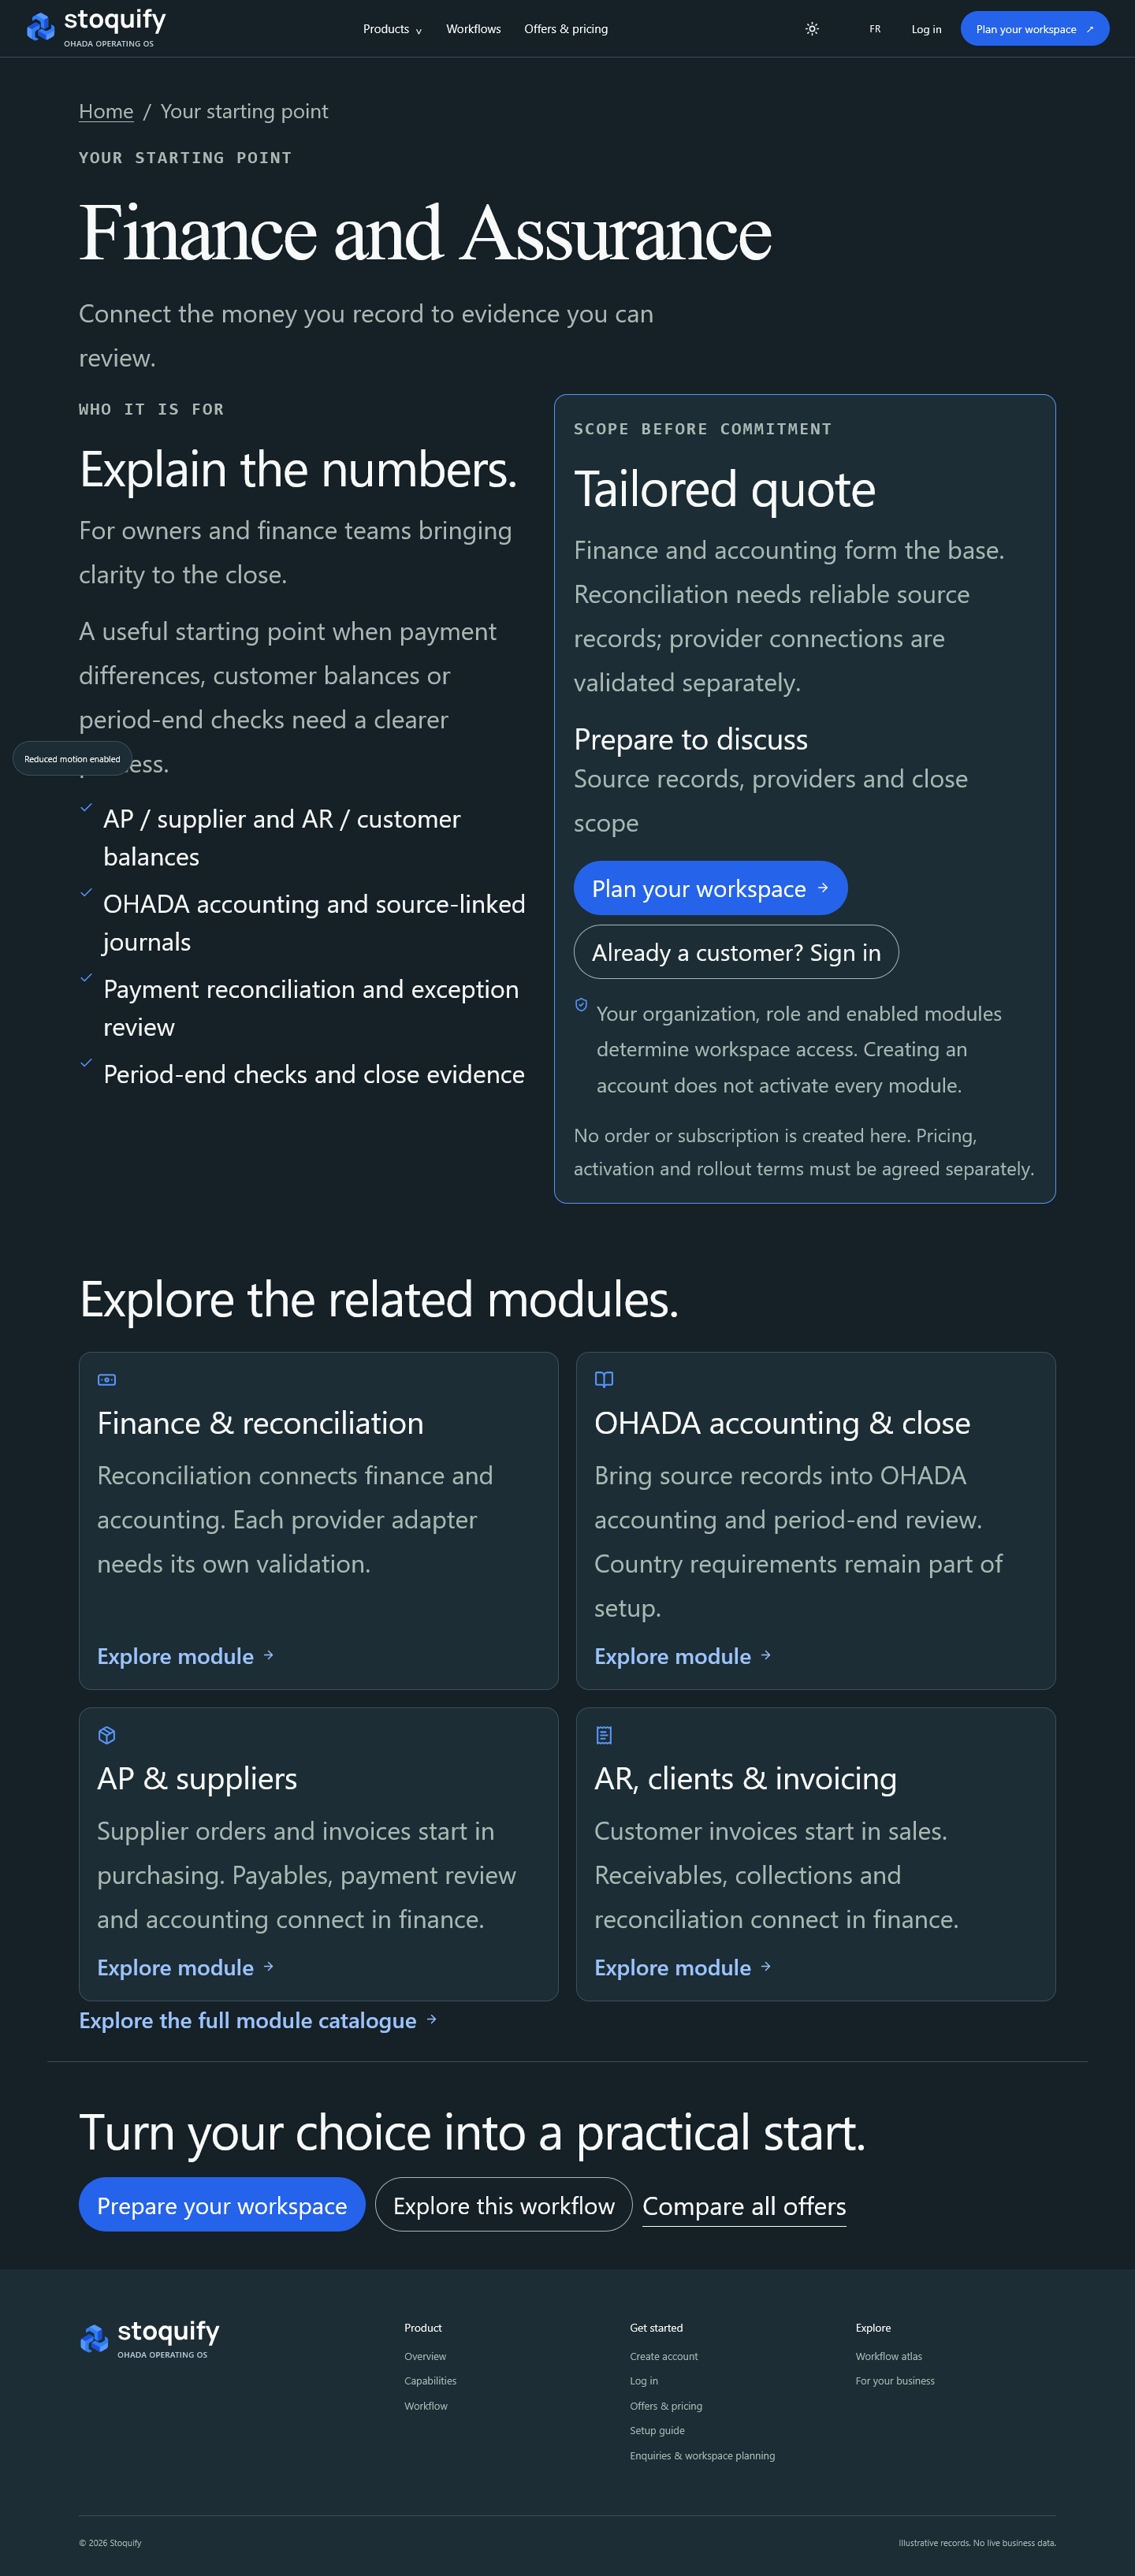 stoquify
OHADA OPERATING OS
Products
Workflows
Offers & pricing
FR
Log in
Plan your workspace ↗
Home / Your starting point
YOUR STARTING POINT
Finance and Assurance
Connect the money you record to evidence you can
review.
WHO IT IS FOR
Explain the numbers.
For owners and finance teams bringing
clarity to the close.
A useful starting point when payment
differences, customer balances or
period-end checks need a clearer
Reduced motion enabled
AP / supplier and AR / customer
balances
OHADA accounting and source-linked
journals
Payment reconciliation and exception
review
Period-end checks and close evidence
SCOPE BEFORE COMMITMENT
Tailored quote
Finance and accounting form the base.
Reconciliation needs reliable source
records; provider connections are
validated separately.
Prepare to discuss
Source records, providers and close
scope
Plan your workspace →
Already a customer? Sign in
Your organization, role and enabled modules
determine workspace access. Creating an
account does not activate every module.
No order or subscription is created here. Pricing,
activation and rollout terms must be agreed separately.
Explore the related modules.
Finance & reconciliation
Reconciliation connects finance and
accounting. Each provider adapter
needs its own validation.
Explore module →
OHADA accounting & close
Bring source records into OHADA
accounting and period-end review.
Country requirements remain part of
setup.
Explore module →
AP & suppliers
Supplier orders and invoices start in
purchasing. Payables, payment review
and accounting connect in finance.
Explore module →
AR, clients & invoicing
Customer invoices start in sales.
Receivables, collections and
reconciliation connect in finance.
Explore module →
Explore the full module catalogue →
Turn your choice into a practical start.
Prepare your workspace
Explore this workflow
Compare all offers
stoquify
OHADA OPERATING OS
Product
Overview
Capabilities
Workflow
Get started
Create account
Log in
Offers & pricing
Setup guide
Enquiries & workspace planning
Explore
Workflow atlas
For your business
© 2026 Stoquify
Illustrative records. No live business data.